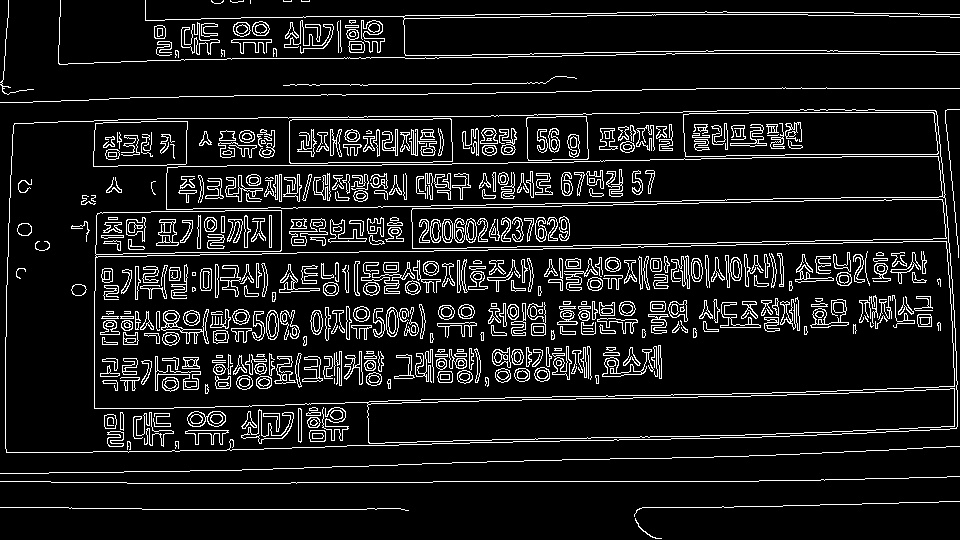 밀,대두, 우유, 쇠고기 함유
참크래커 품유형 과자(유처리제품) 내용량 56 g 포장재질 폴리프로필렌
주)크라운제과/대전광역시 대덕구 신일서로 67번길 57
측면 표기일까지 품목보고번호 2006024237629
밀가루(밀:미국산),쇼트닝1[동물성유지(호주산),식물성유지(말레이시아산)],쇼트닝2(호주산,
혼합식용유(팜유50%,야자유50%),우유,천일염,혼합분유,물엿,산도조절제,효모,재제소금,
곡류가공품,합성향료(크래커향,그래함향),영양강화제,효소제
밀,대두, 우유, 쇠고기 함유